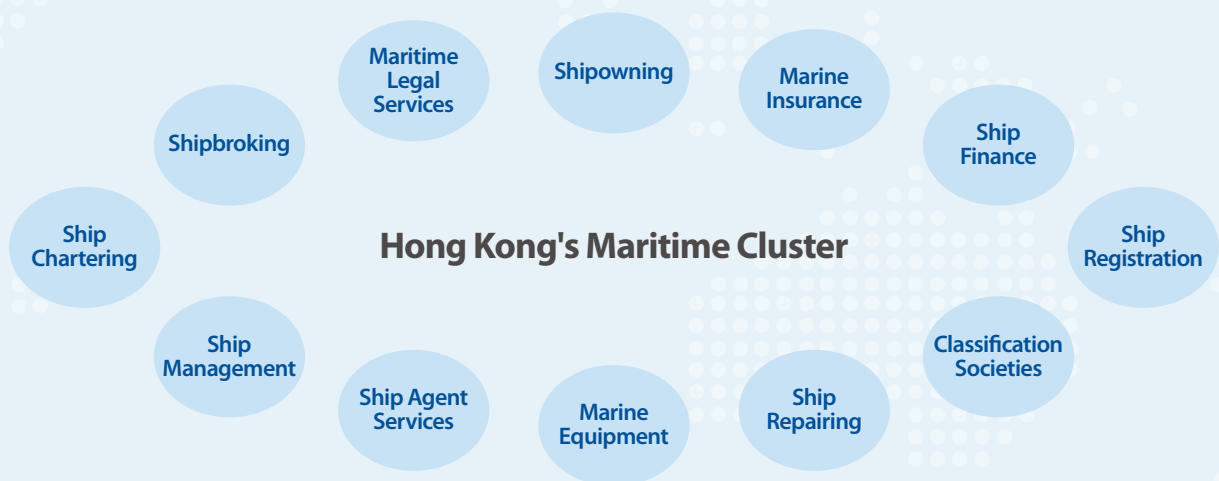 Maritime
Legal
Services
Shipowning
Marine
Insurance
Shipbroking
Ship
Finance
Ship
Chartering
Hong Kong's Maritime Cluster
Ship
Registration
Ship
Management
Classification
Societies
Ship Agent
Services
Marine
Equipment
Ship
Repairing